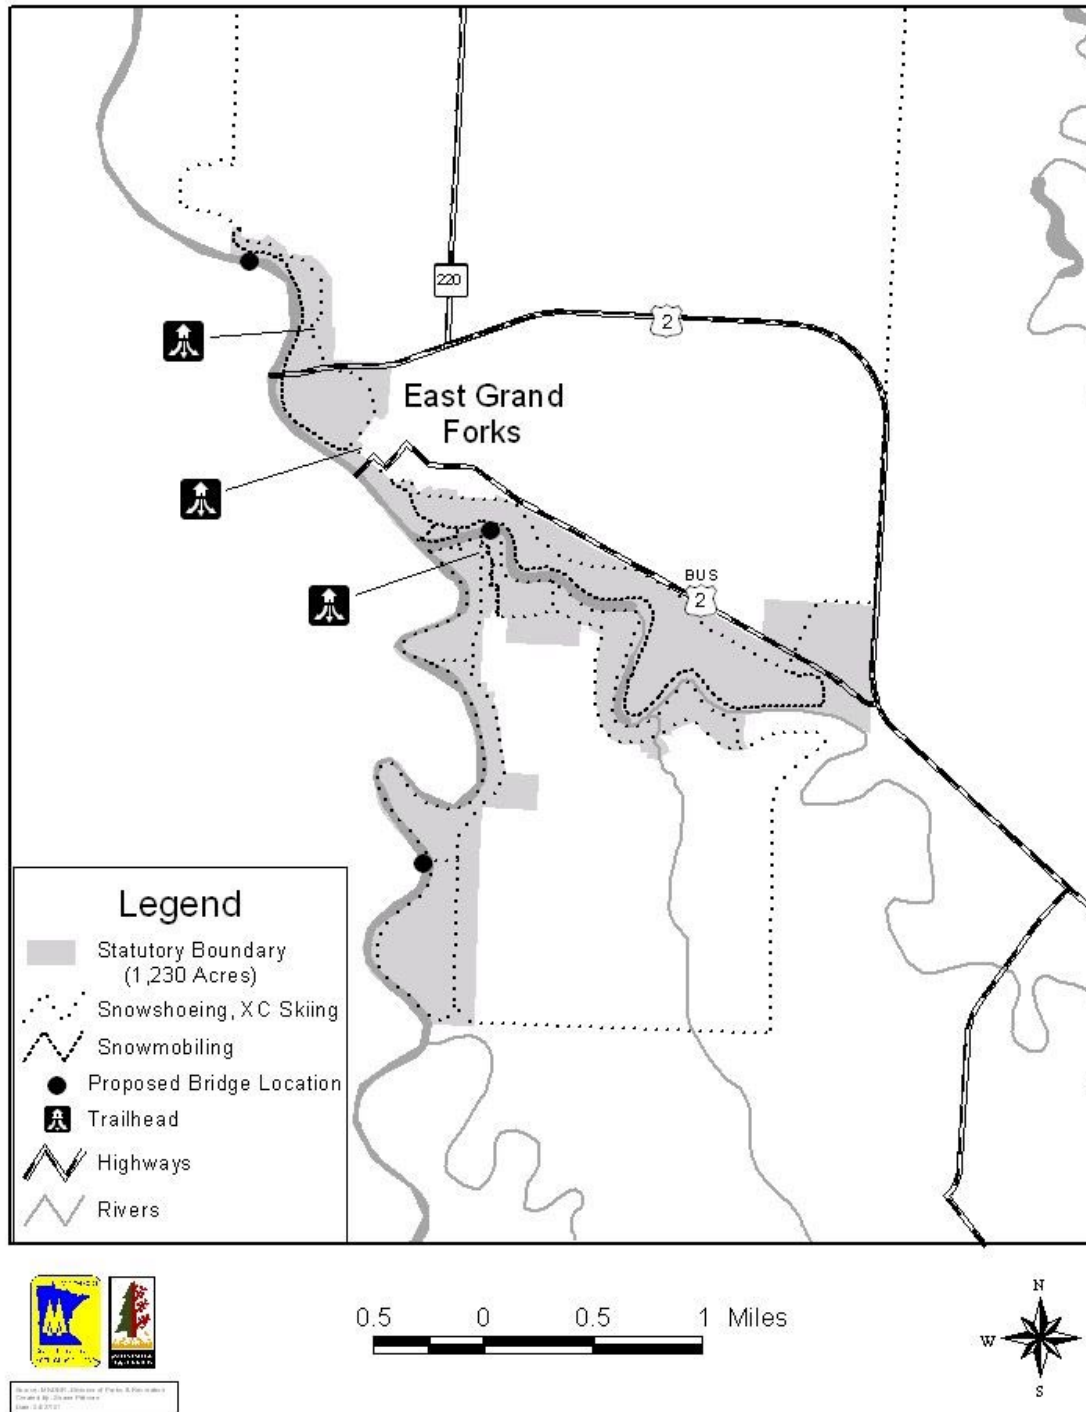 220
2
East Grand
Forks
BUS
2
Legend
Statutory Boundary
(1,230 Acres)
Snowshoeing, XC Skiing
Snowmobiling
Proposed Bridge Location
Trailhead
Highways
Rivers
0.5 0 0.5 1 Miles
N
W E
S